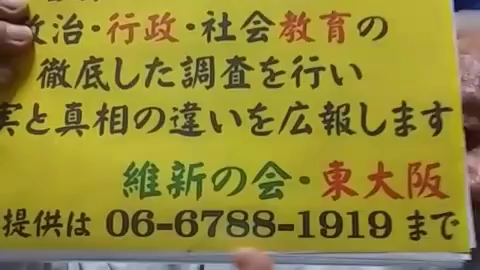 政治・行政・社会教育の
徹底した調査を行い
実と真相の違いを広報します
維新の会・東大阪
提供は 06-6788-1919 まで